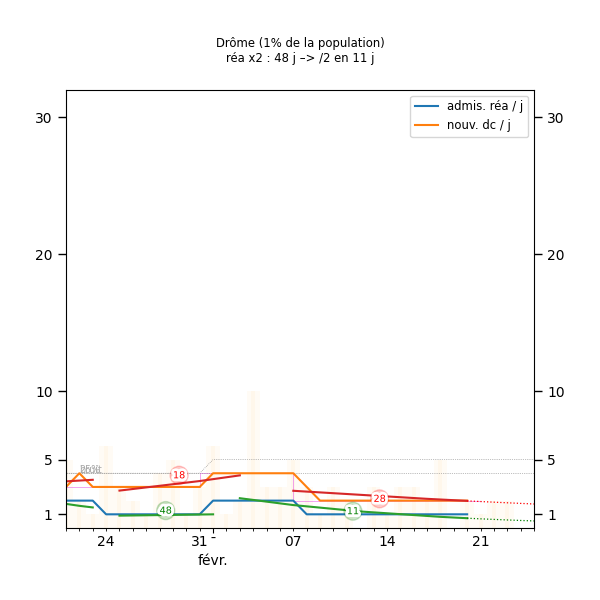 Drôme (1% de la population)
réa x2 : 48 j –> /2 en 11 j
admis. réa / j
nouv. dc / j
30 30
20 20
10 10
5 5
1 1
18
48
28
11
24 31 07 14 21
févr.